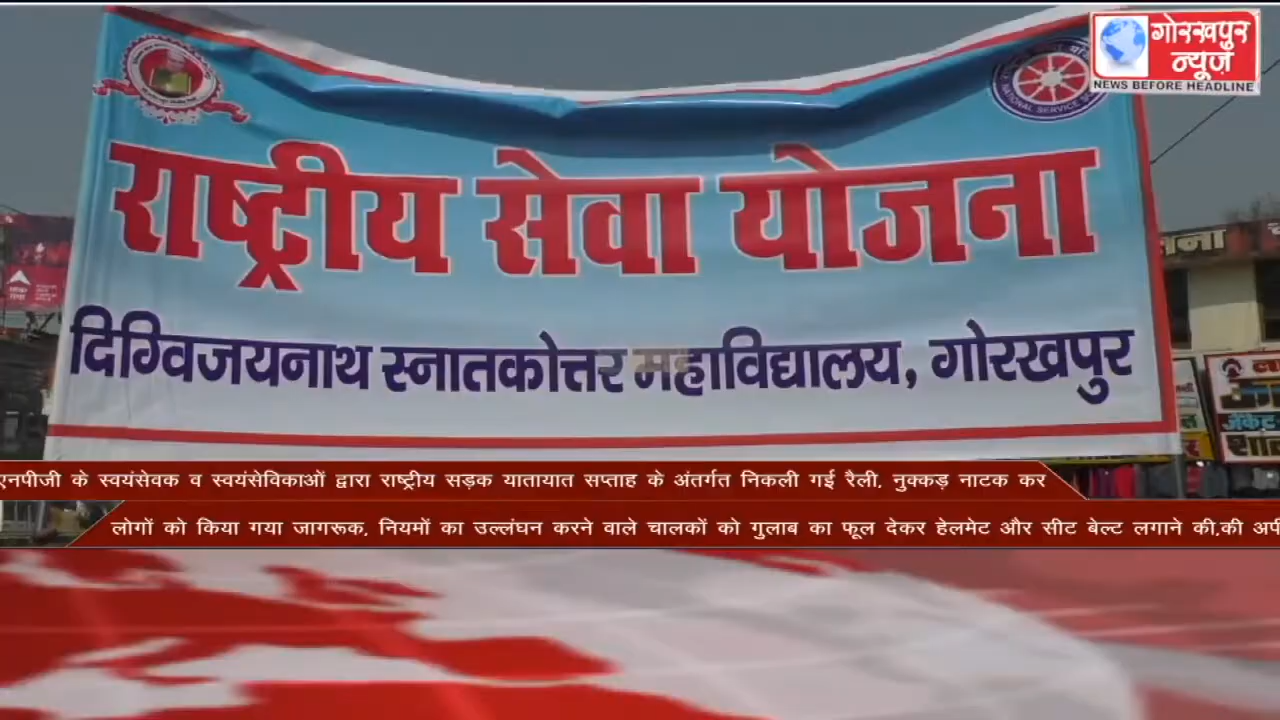 गोरखपुर
न्यूज़
NEWS BEFORE HEADLINE
राष्ट्रीय सेवा योजना
दिग्विजयनाथ स्नातकोत्तर महाविद्यालय, गोरखपुर
एनपीजी के स्वयंसेवक व स्वयंसेविकाओं द्वारा राष्ट्रीय सड़क यातायात सप्ताह के अंतर्गत निकली गई रैली, नुक्कड़ नाटक कर
लोगों को किया गया जागरूक, नियमों का उल्लंघन करने वाले चालकों को गुलाब का फूल देकर हेलमेट और सीट बेल्ट लगाने की,की